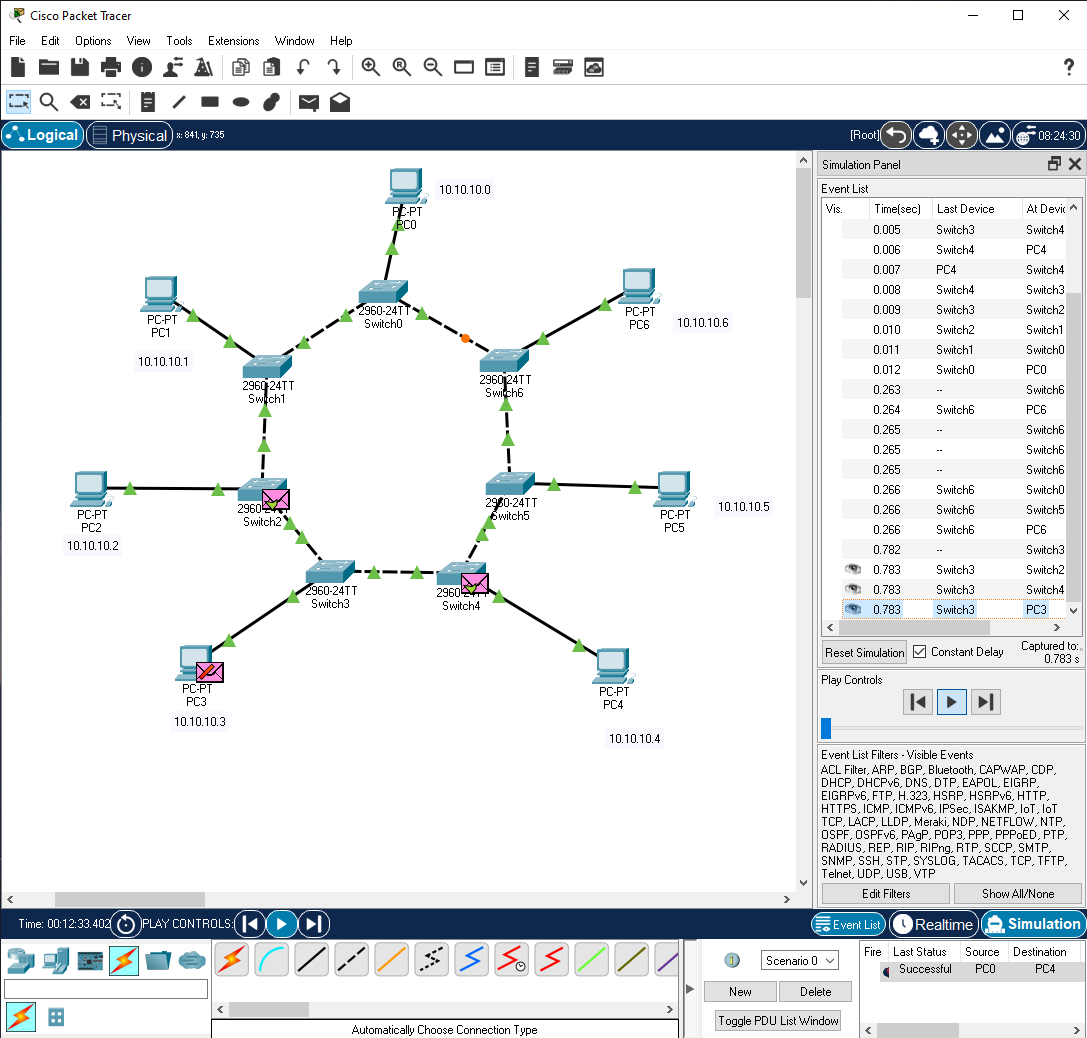 Cisco Packet Tracer
File Edit Options View Tools Extensions Window Help
Logical Physical x: 841, y: 735 [Root] 08:24:30
PC-PT
PC0
10.10.10.0
PC-PT
PC1
10.10.10.1
2960-24TT
Switch0
PC-PT
PC6
10.10.10.6
2960-24TT
Switch1
2960-24TT
Switch6
PC-PT
PC2
10.10.10.2
Switch2
2960-24TT
Switch5
PC-PT
PC5
10.10.10.5
2960-24TT
Switch3
Switch4
PC-PT
PC3
10.10.10.3
PC-PT
PC4
10.10.10.4
Simulation Panel
Event List
Vis. Time(sec) Last Device At Devic
0.005 Switch3 Switch4
0.006 Switch4 PC4
0.007 PC4 Switch4
0.008 Switch4 Switch3
0.009 Switch3 Switch2
0.010 Switch2 Switch1
0.011 Switch1 Switch0
0.012 Switch0 PC0
0.263 -- Switch6
0.264 Switch6 PC6
0.265 -- Switch6
0.265 -- Switch6
0.265 -- Switch6
0.266 Switch6 Switch0
0.266 Switch6 Switch5
0.266 Switch6 PC6
0.782 -- Switch3
0.783 Switch3 Switch2
0.783 Switch3 Switch4
0.783 Switch3 PC3
Reset Simulation Constant Delay Captured to:
0.783 s
Play Controls
Event List Filters - Visible Events
ACL Filter, ARP, BGP, Bluetooth, CAPWAP, CDP,
DHCP, DHCPv6, DNS, DTP, EAPOL, EIGRP,
EIGRPv6, FTP, H.323, HSRP, HSRPv6, HTTP,
HTTPS, ICMP, ICMPv6, IPSec, ISAKMP, IoT, IoT
TCP, LACP, LLDP, Meraki, NDP, NETFLOW, NTP,
OSPF, OSPFv6, PAgP, POP3, PPP, PPPoED, PTP,
RADIUS, REP, RIP, RIPng, RTP, SCCP, SMTP,
SNMP, SSH, STP, SYSLOG, TACACS, TCP, TFTP,
Telnet, UDP, USB, VTP
Edit Filters Show All/None
Time: 00:12:33.402 PLAY CONTROLS: Event List Realtime Simulation
Automatically Choose Connection Type
Scenario 0
New Delete
Toggle PDU List Window
Fire Last Status Source Destination
Successful PC0 PC4